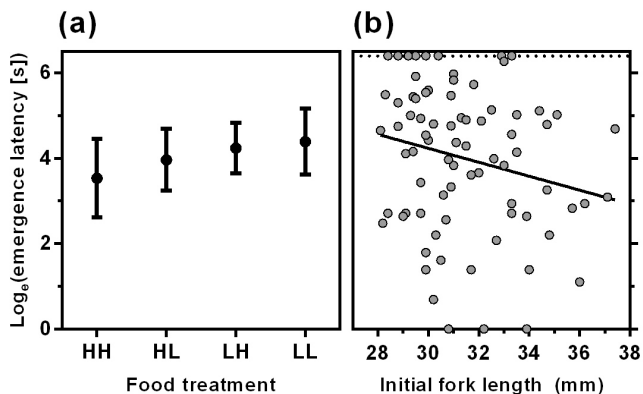 (a)
(b)
Log_e(emergence latency [s])
6
4
2
0
HH HL LH LL
28 30 32 34 36 38
Food treatment
Initial fork length (mm)